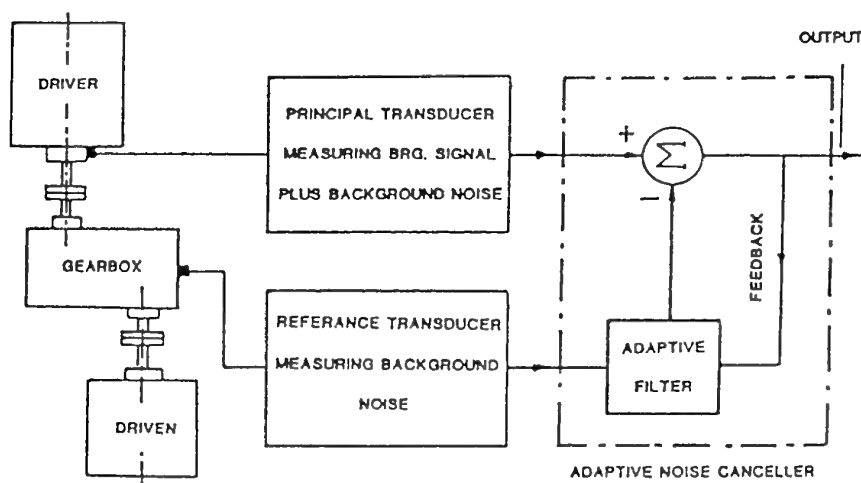 OUTPUT
DRIVER
PRINCIPAL TRANSDUCER
MEASURING BRG. SIGNAL
PLUS BACKGROUND NOISE
+
Σ
−
GEARBOX
FEEDBACK
REFERANCE TRANSDUCER
MEASURING BACKGROUND
NOISE
ADAPTIVE
FILTER
DRIVEN
ADAPTIVE NOISE CANCELLER